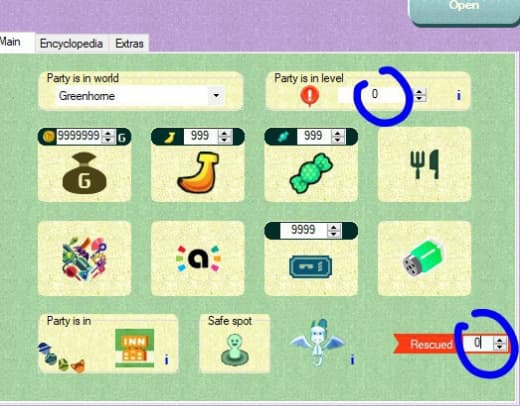 Open
Main Encyclopedia Extras
Party is in world
Greenhorne
Party is in level
0 i
9999999 G
999
999
G
a
9999
Party is in
INN
i
Safe spot
i
Rescued 0